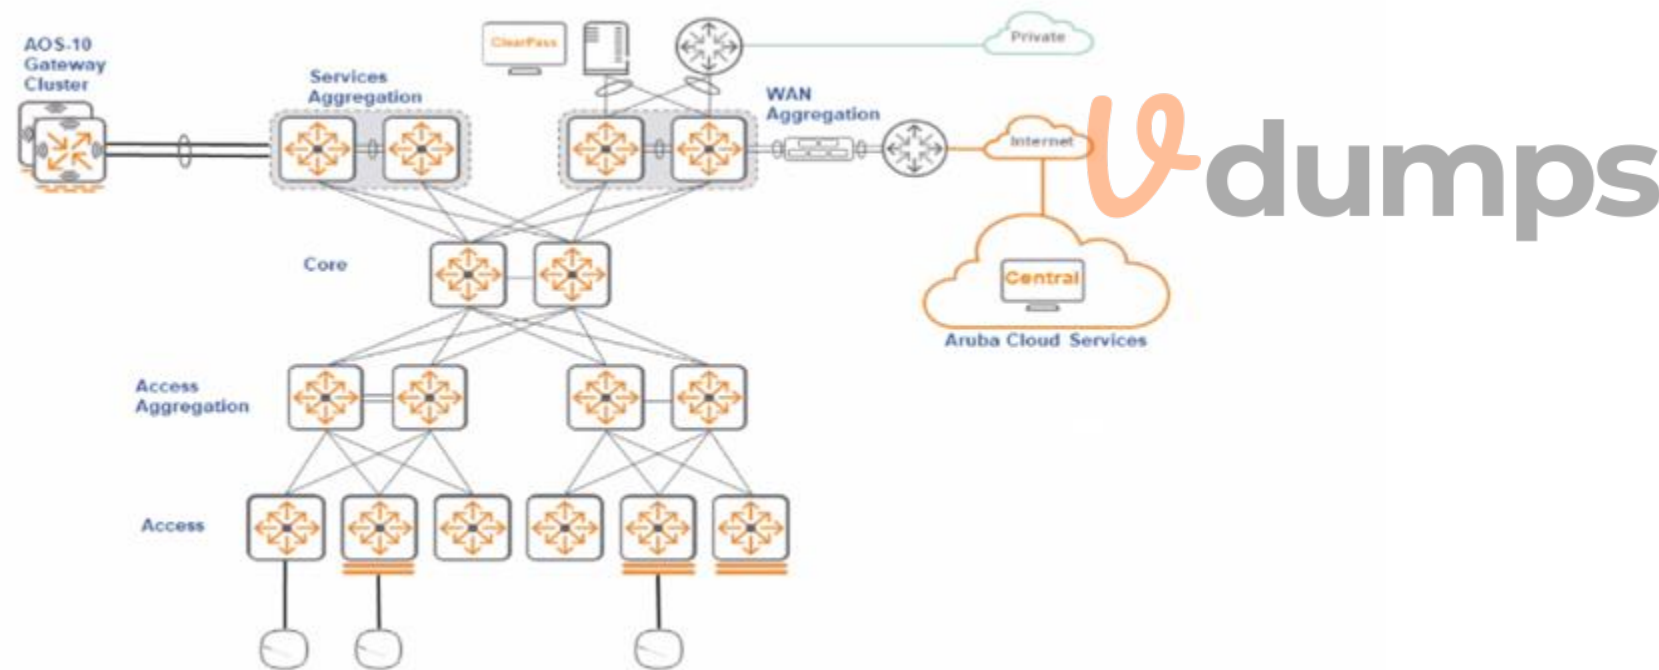 AOS-10
Gateway
Cluster
Services
Aggregation
ClearPass
Private
WAN
Aggregation
Internet
Vdumps
Core
Central
Aruba Cloud Services
Access
Aggregation
Access